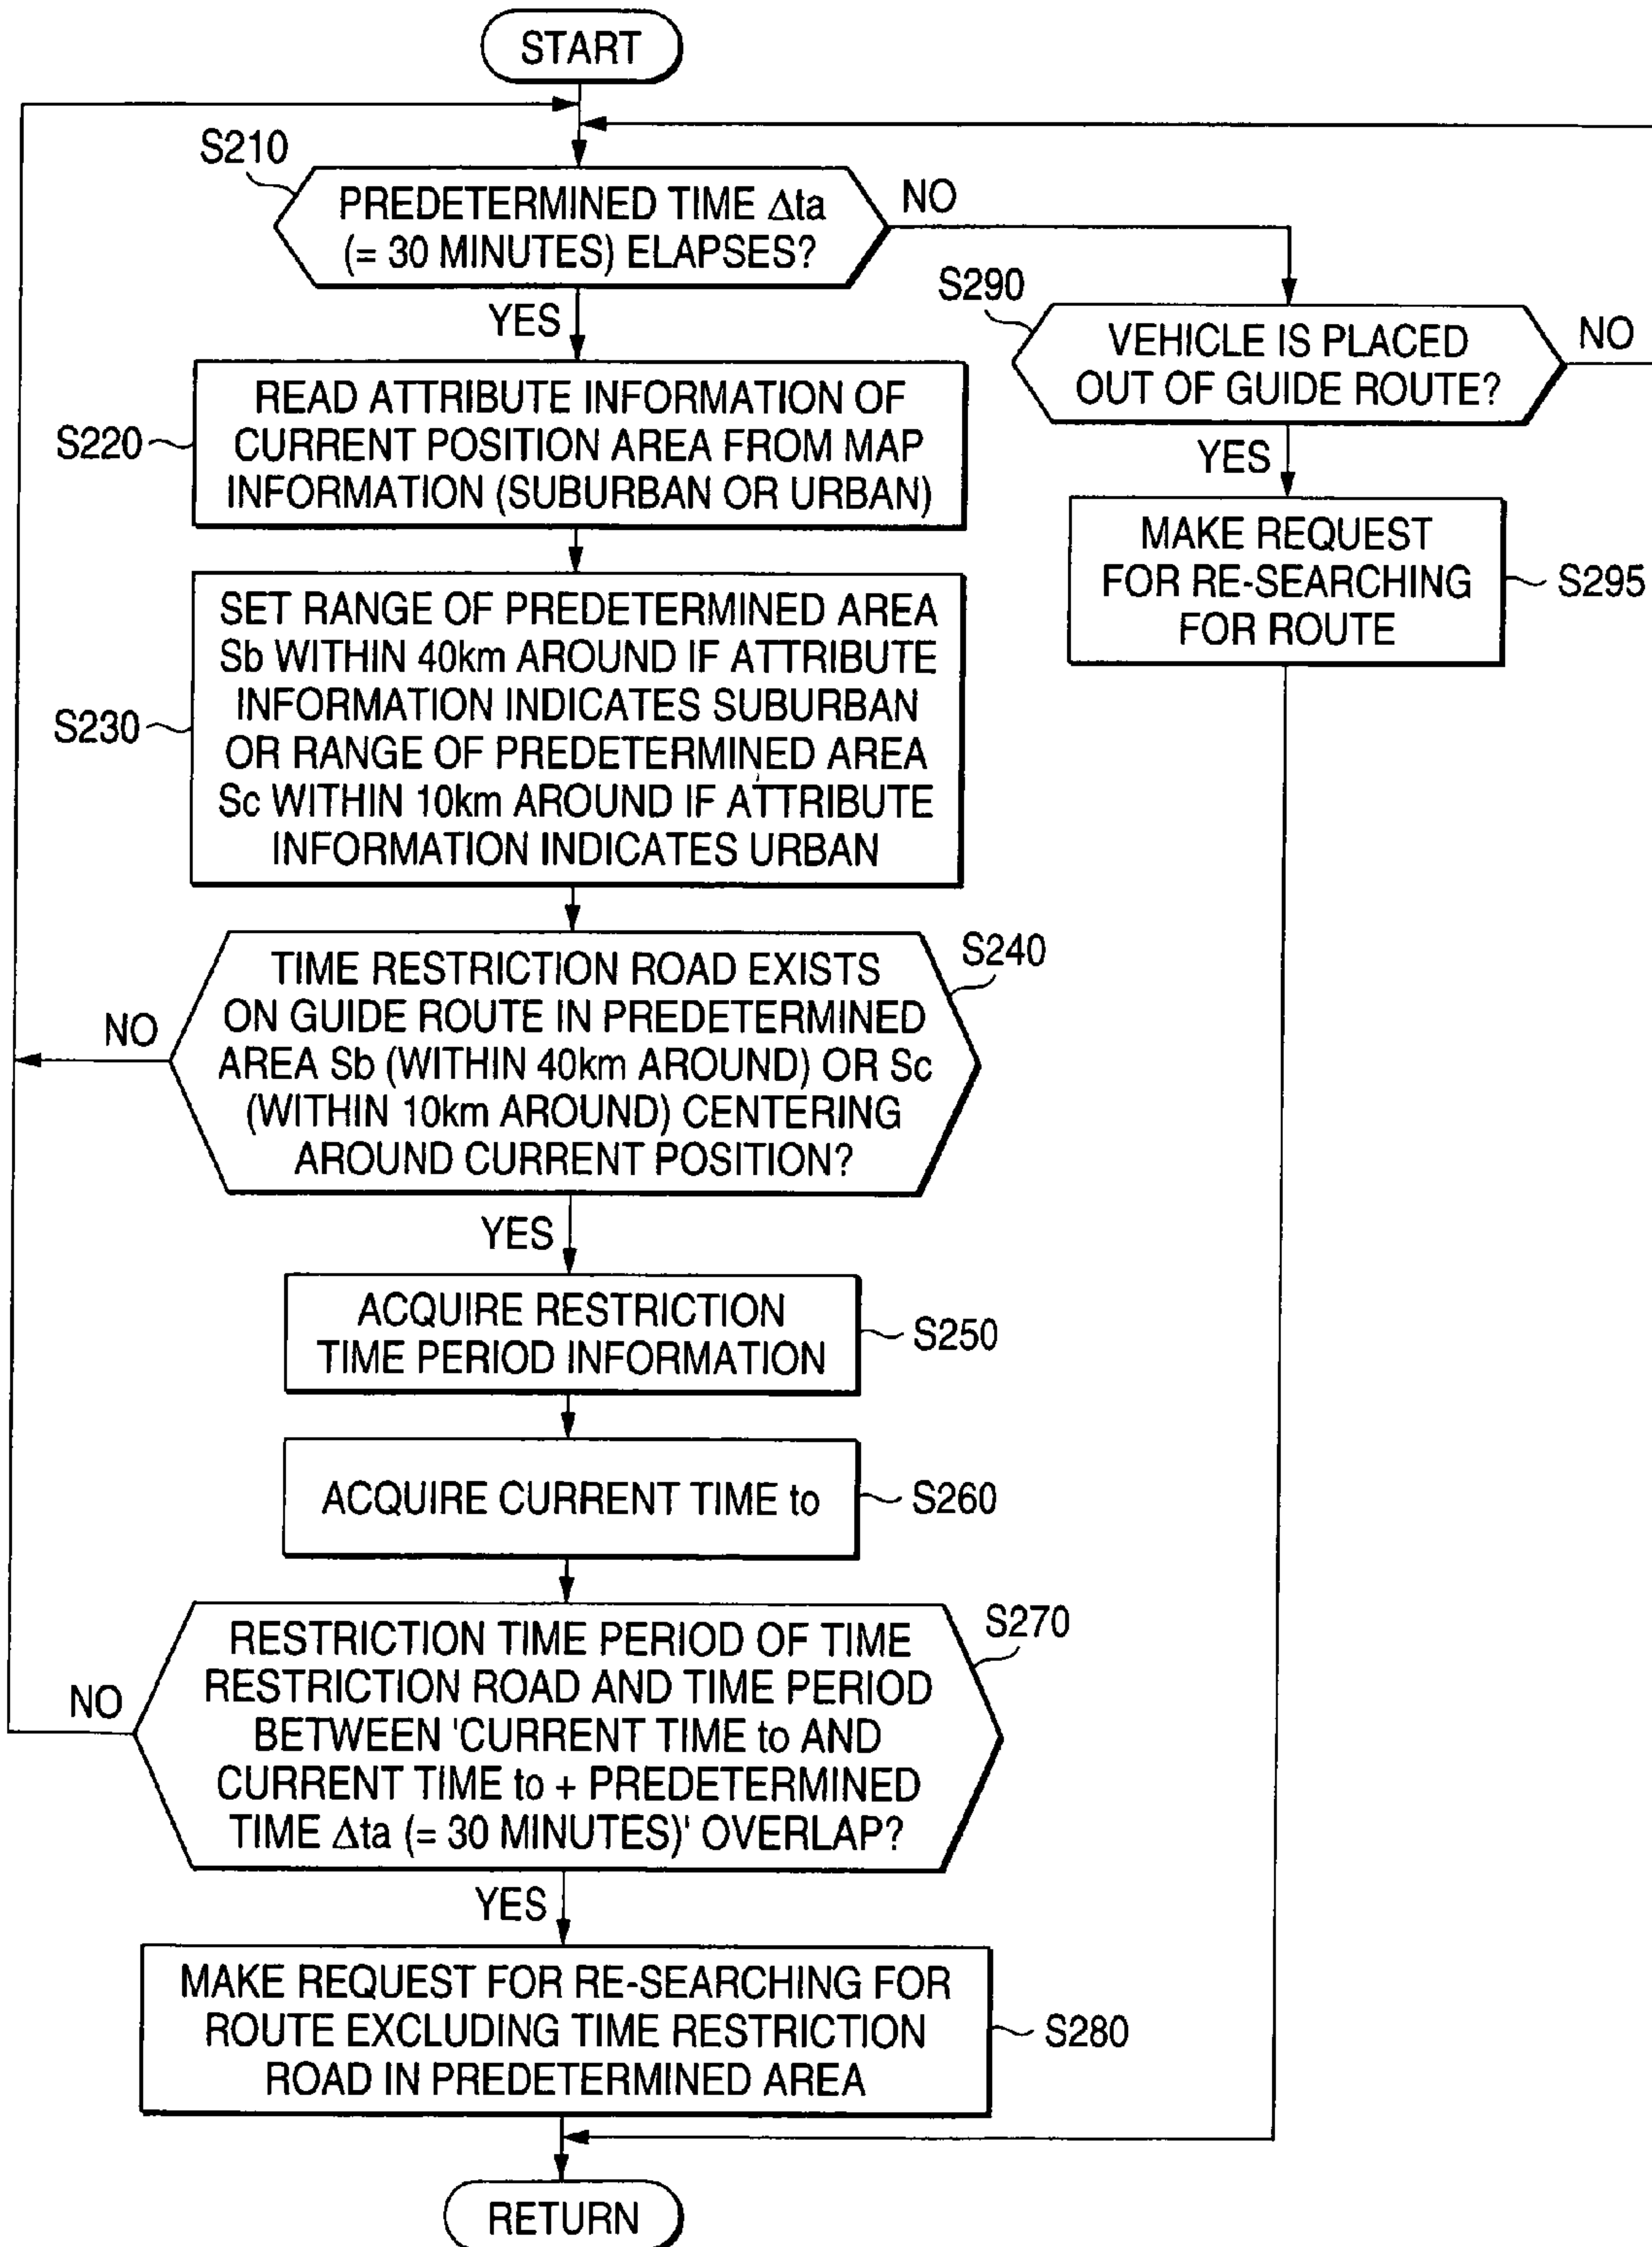 START
S210
PREDETERMINED TIME Δta
(= 30 MINUTES) ELAPSES?
NO
YES
S290
VEHICLE IS PLACED
OUT OF GUIDE ROUTE?
NO
YES
S220
READ ATTRIBUTE INFORMATION OF
CURRENT POSITION AREA FROM MAP
INFORMATION (SUBURBAN OR URBAN)
MAKE REQUEST
FOR RE-SEARCHING
FOR ROUTE
S295
S230
SET RANGE OF PREDETERMINED AREA
Sb WITHIN 40km AROUND IF ATTRIBUTE
INFORMATION INDICATES SUBURBAN
OR RANGE OF PREDETERMINED AREA
Sc WITHIN 10km AROUND IF ATTRIBUTE
INFORMATION INDICATES URBAN
S240
TIME RESTRICTION ROAD EXISTS
ON GUIDE ROUTE IN PREDETERMINED
AREA Sb (WITHIN 40km AROUND) OR Sc
(WITHIN 10km AROUND) CENTERING
AROUND CURRENT POSITION?
NO
YES
ACQUIRE RESTRICTION
TIME PERIOD INFORMATION
S250
ACQUIRE CURRENT TIME to
S260
S270
RESTRICTION TIME PERIOD OF TIME
RESTRICTION ROAD AND TIME PERIOD
BETWEEN 'CURRENT TIME to AND
CURRENT TIME to + PREDETERMINED
TIME Δta (= 30 MINUTES)' OVERLAP?
NO
YES
MAKE REQUEST FOR RE-SEARCHING FOR
ROUTE EXCLUDING TIME RESTRICTION
ROAD IN PREDETERMINED AREA
S280
RETURN